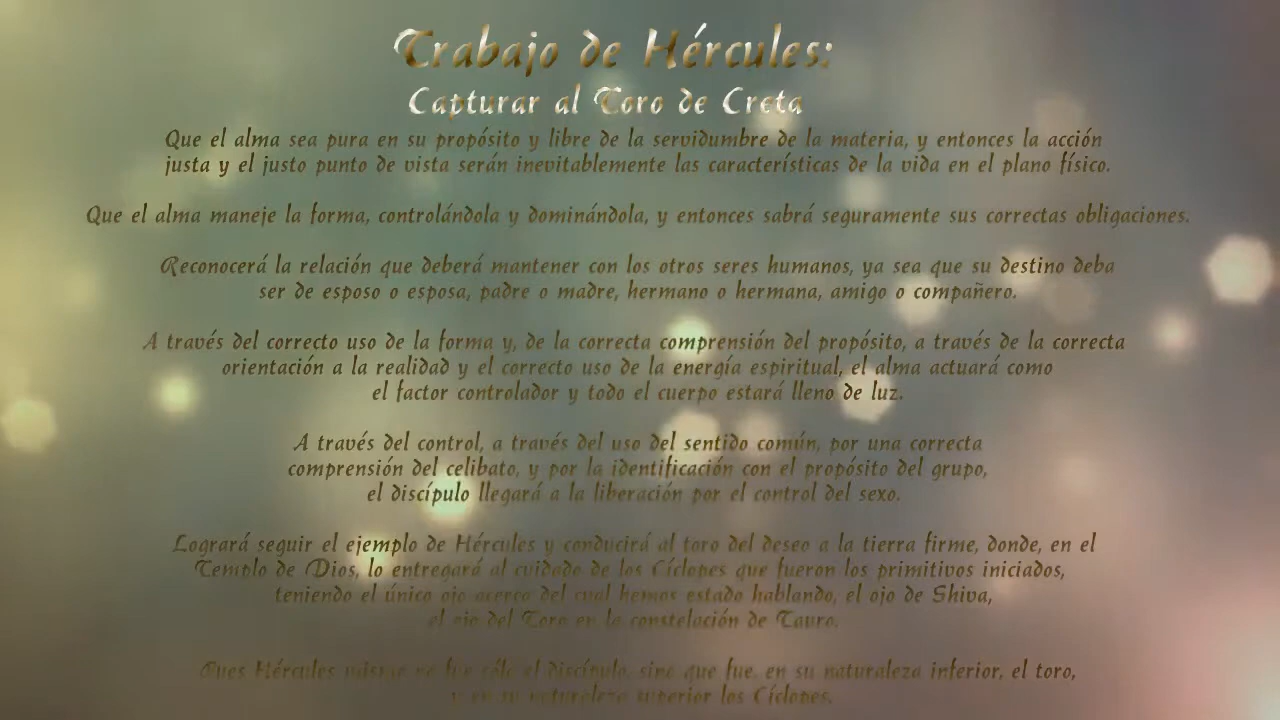 Trabajo de Hércules:
Capturar al Toro de Creta
Que el alma sea pura en su propósito y libre de la servidumbre de la materia, y entonces la acción
justa y el justo punto de vista serán inevitablemente las características de la vida en el plano físico.
Que el alma maneje la forma, controlándola y dominándola, y entonces sabrá seguramente sus correctas obligaciones.
Reconocerá la relación que deberá mantener con los otros seres humanos, ya sea que su destino deba
ser de esposo o esposa, padre o madre, hermano o hermana, amigo o compañero.
A través del correcto uso de la forma y, de la correcta comprensión del propósito, a través de la correcta
orientación a la realidad y el correcto uso de la energía espiritual, el alma actuará como
el factor controlador y todo el cuerpo estará lleno de luz.
A través del control, a través del uso del sentido común, por una correcta
comprensión del celibato, y por la identificación con el propósito del grupo,
el discípulo llegará a la liberación por el control del sexo.
Logrará seguir el ejemplo de Hércules y conducirá al toro del deseo a la tierra firme, donde, en el
Templo de Dios, lo entregará al cuidado de los Cíclopes que fueron los primitivos iniciados,
teniendo el único ojo acerca del cual hemos estado hablando, el ojo de Shiva,
el ojo del Toro en la constelación de Tauro.
Pues Hércules mismo no fue sólo el discípulo, sino que fue, en su naturaleza inferior, el toro,
y en su naturaleza superior los Cíclopes.